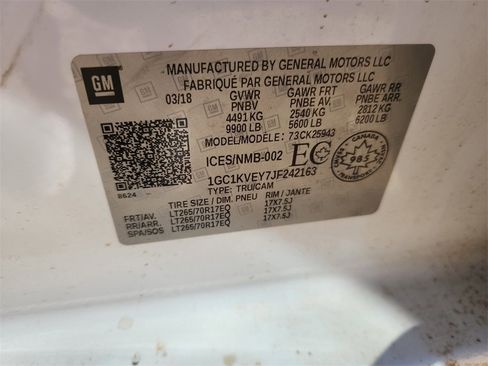 MANUFACTURED BY GENERAL MOTORS LLC
FABRIQUÉ PAR GENERAL MOTORS LLC
GM
03/18
GVWR
PNBV
4491 KG
9900 LB
GAWR FRT
PNBE AV.
2540 KG
5600 LB
GAWR RR
PNBE ARR.
2812 KG
6200 LB
MODEL/MODÈLE: 73CK25943
ICES/NMB-002
EC
CANADA
985
1GC1KVEY7JF242163
8624
TYPE: TRU/CAM
TIRE SIZE / DIM. PNEU RIM / JANTE
FRT/AV. LT265/70R17EQ 17X7.5J
RR/ARR. LT265/70R17EQ 17X7.5J
SPA/SOS LT265/70R17EQ 17X7.5J